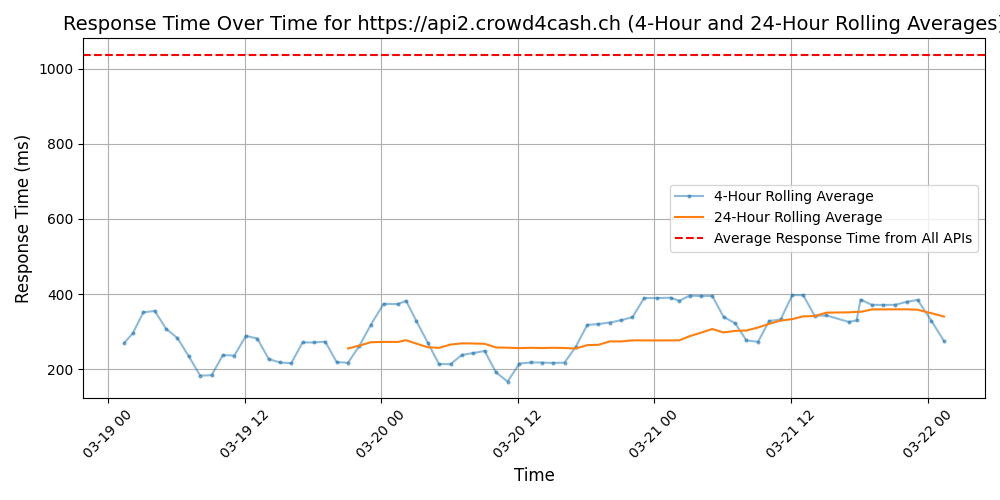 Response Time Over Time for https://api2.crowd4cash.ch (4-Hour and 24-Hour Rolling Averages)
Response Time (ms)
1000
800
600
400
200
4-Hour Rolling Average
24-Hour Rolling Average
Average Response Time from All APIs
03-19 00
03-19 12
03-20 00
03-20 12
03-21 00
03-21 12
03-22 00
Time